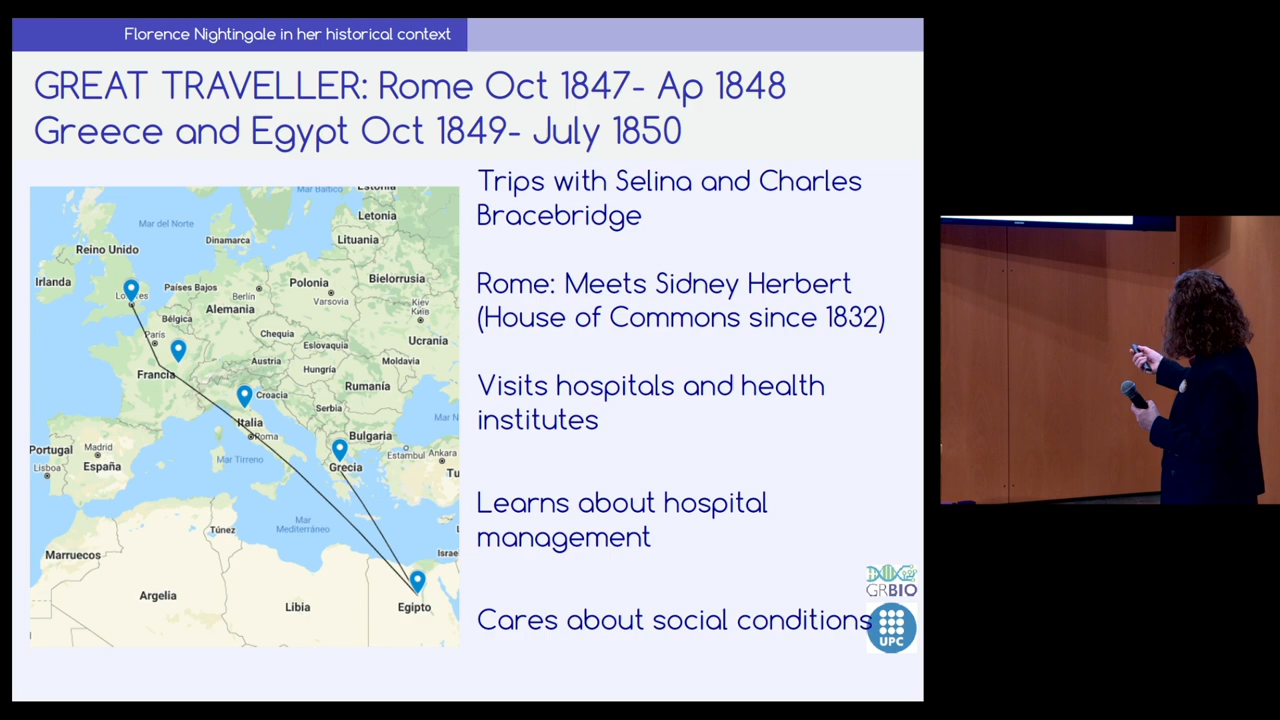 Florence Nightingale in her historical context
GREAT TRAVELLER: Rome Oct 1847- Ap 1848
Greece and Egypt Oct 1849- July 1850
Trips with Selina and Charles
Bracebridge
Rome: Meets Sidney Herbert
(House of Commons since 1832)
Visits hospitals and health
institutes
Learns about hospital
management
Cares about social conditions
GRBIO
UPC
Mar Báltico
Estonia
Letonia
Mar del Norte
Dinamarca
Lituania
Reino Unido
Irlanda
Londres
Países Bajos
Berlín
Polonia
Bielorrusia
Varsovia
Alemania
Bélgica
Kiev
Київ
París
Chequia
Eslovaquia
Ucrania
Austria
Hungría
Moldavia
Francia
Rumanía
Croacia
Serbia
Italia
Mar N
Roma
Bulgaria
Portugal
Madrid
Estambul
Ankara
Lisboa
España
Mar Tirreno
Grecia
Tu
Mar
Mediterráneo
Túnez
Marruecos
Israe
Argelia
Libia
Egipto